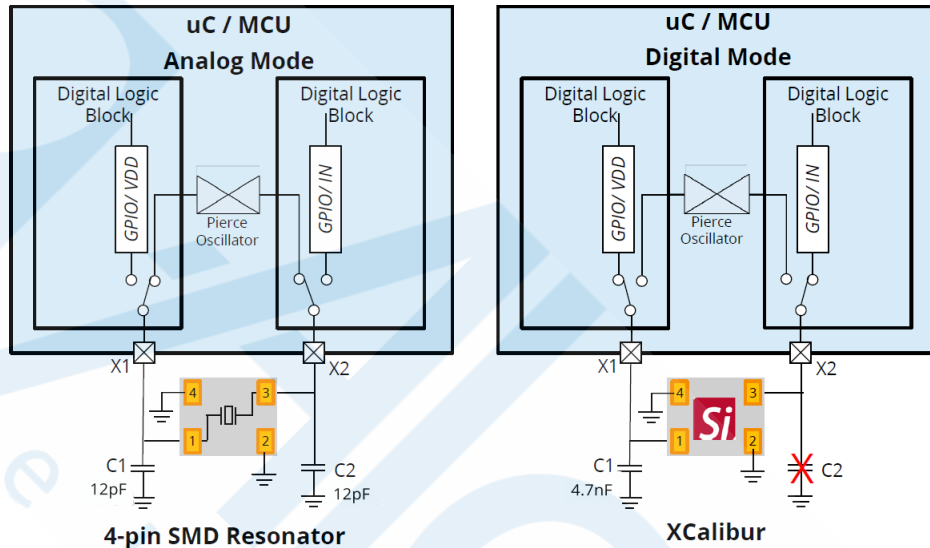 uC / MCU
Analog Mode
Digital Logic
Block
Digital Logic
Block
GPIO/ VDD
GPIO/ IN
Pierce
Oscillator
X1
X2
4
3
1
2
C1
12pF
C2
12pF
4-pin SMD Resonator
uC / MCU
Digital Mode
Digital Logic
Block
Digital Logic
Block
GPIO/ VDD
GPIO/ IN
Pierce
Oscillator
X1
X2
4
3
Si
1
2
C1
4.7nF
C2
XCalibur